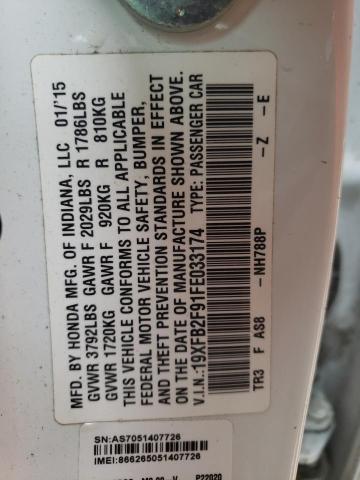 MFD. BY HONDA MFG. OF INDIANA, LLC 01/'15
GVWR 3792LBS GAWR F 2029LBS R 1786LBS
GVWR 1720KG GAWR F 920KG R 810KG
THIS VEHICLE CONFORMS TO ALL APPLICABLE
FEDERAL MOTOR VEHICLE SAFETY, BUMPER,
AND THEFT PREVENTION STANDARDS IN EFFECT
ON THE DATE OF MANUFACTURE SHOWN ABOVE.
V.I.N.:19XFB2F91FE033174 TYPE: PASSENGER CAR
TR3 F AS8 -NH788P -Z -E
SN:AS7051407726
IMEI:866265051407726
P22020